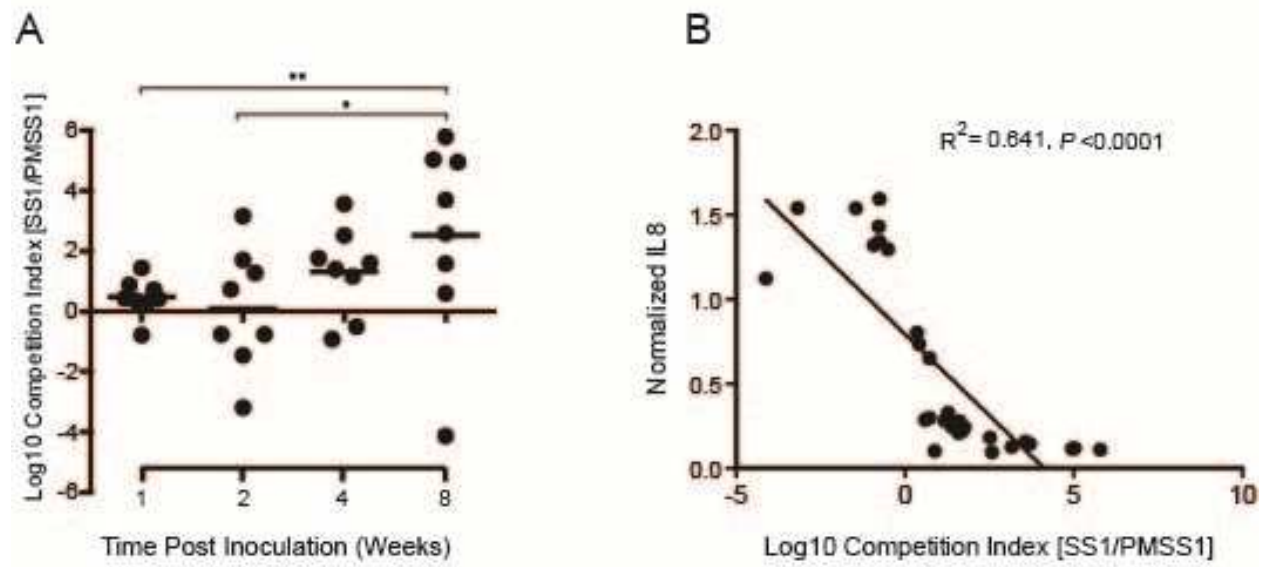 A
**
*
Log10 Competition Index [SS1/PMSS1]
6
4
2
0
-2
-4
-6
1 2 4 8
Time Post Inoculation (Weeks)
B
R2= 0.641, P <0.0001
Normalized IL8
2.0
1.5
1.0
0.5
0.0
-5 0 5 10
Log10 Competition Index [SS1/PMSS1]